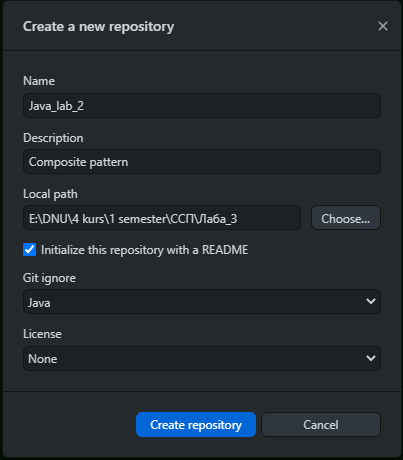 Create a new repository
Name
Java_lab_2
Description
Composite pattern
Local path
E:\DNU\4 kurs\1 semester\ССП\Лаба_3
Choose...
Initialize this repository with a README
Git ignore
Java
License
None
Create repository
Cancel